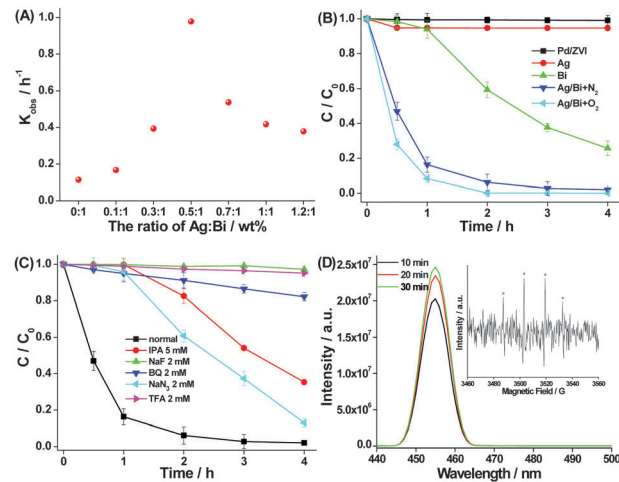 (A)
K_obs / h⁻¹
1.0
0.8
0.6
0.4
0.2
0.0
0:1 0.1:1 0.3:1 0.5:1 0.7:1 1:1 1.2:1
The ratio of Ag:Bi / wt%
(B)
C / C₀
1.0
0.8
0.6
0.4
0.2
0.0
Pd/ZVI
Ag
Bi
Ag/Bi+N₂
Ag/Bi+O₂
0 1 2 3 4
Time / h
(C)
C / C₀
1.0
0.8
0.6
0.4
0.2
0.0
normal
IPA 5 mM
NaF 2 mM
BQ 2 mM
NaN₃ 2 mM
TFA 2 mM
0 1 2 3 4
Time / h
(D)
Intensity / a.u.
2.5x10⁷
2.0x10⁷
1.5x10⁷
1.0x10⁷
5.0x10⁶
0.0
10 min
20 min
30 min
Intensity / a.u.
* * * *
3460 3480 3500 3520 3540 3560
Magnetic Field / G
440 450 460 470 480 490 500
Wavelength / nm